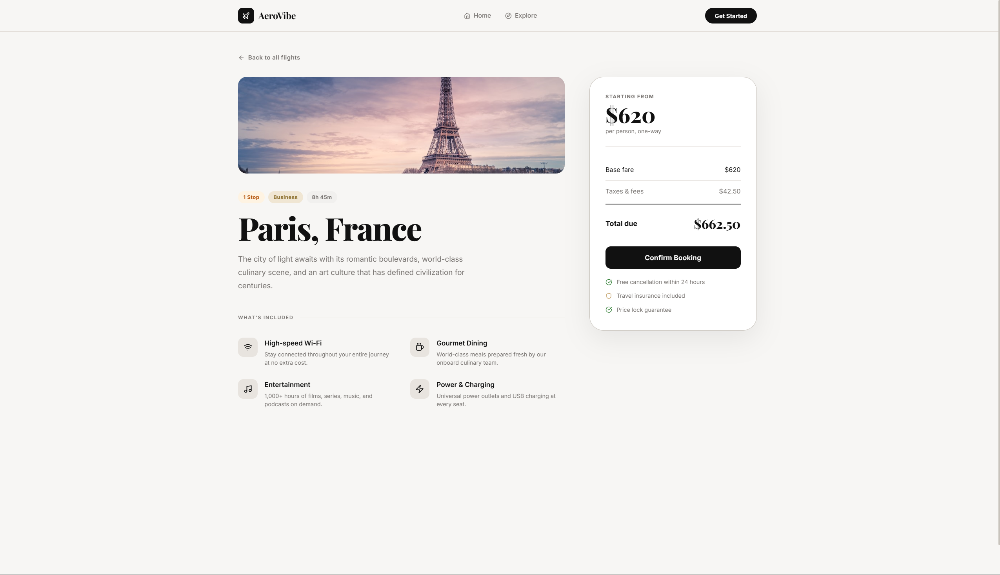 AeroVibe
Home
Explore
Get Started
Back to all flights
1 Stop
Business
8h 45m
Paris, France
The city of light awaits with its romantic boulevards, world-class
culinary scene, and an art culture that has defined civilization for
centuries.
WHAT'S INCLUDED
High-speed Wi-Fi
Stay connected throughout your entire journey
at no extra cost.
Gourmet Dining
World-class meals prepared fresh by our
onboard culinary team.
Entertainment
1,000+ hours of films, series, music, and
podcasts on demand.
Power & Charging
Universal power outlets and USB charging at
every seat.
STARTING FROM
$620
per person, one-way
Base fare $620
Taxes & fees $42.50
Total due $662.50
Confirm Booking
Free cancellation within 24 hours
Travel insurance included
Price lock guarantee